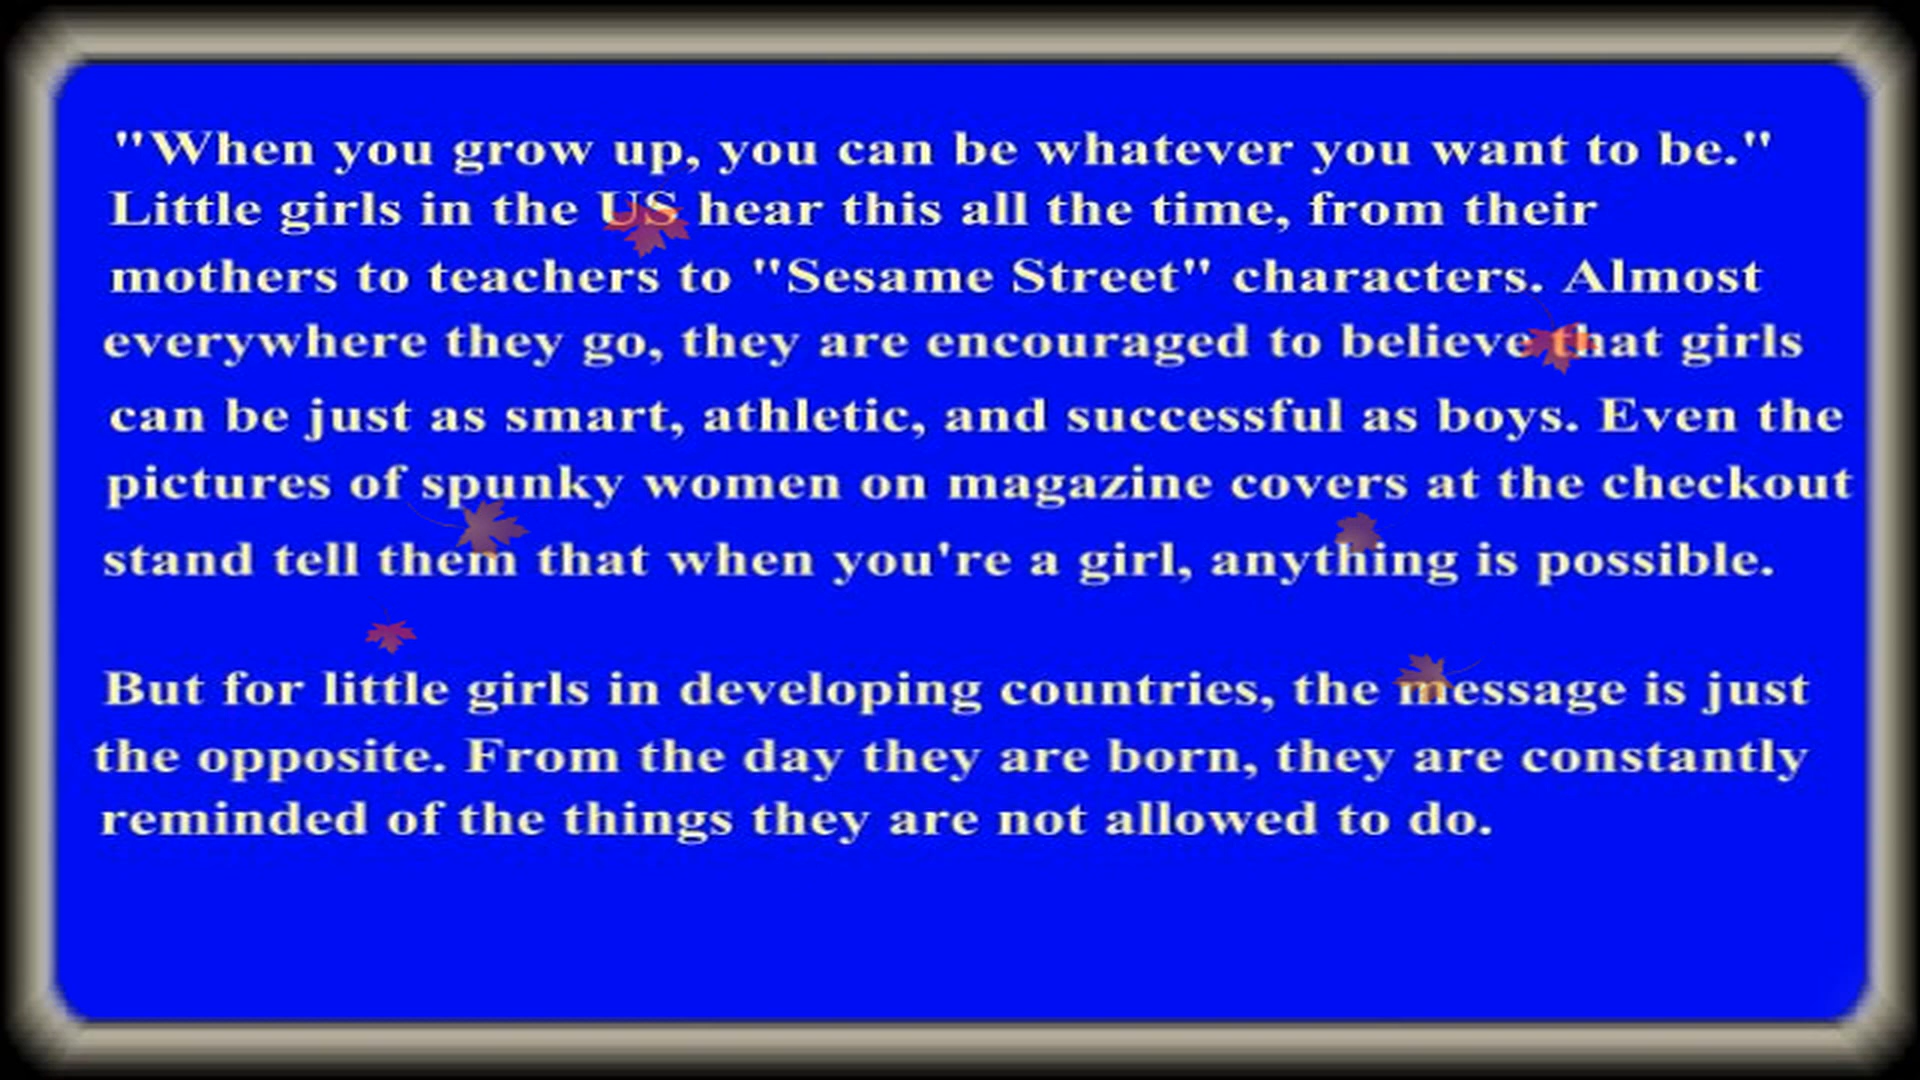 "When you grow up, you can be whatever you want to be."
Little girls in the US hear this all the time, from their
mothers to teachers to "Sesame Street" characters. Almost
everywhere they go, they are encouraged to believe that girls
can be just as smart, athletic, and successful as boys. Even the
pictures of spunky women on magazine covers at the checkout
stand tell them that when you're a girl, anything is possible.
But for little girls in developing countries, the message is just
the opposite. From the day they are born, they are constantly
reminded of the things they are not allowed to do.